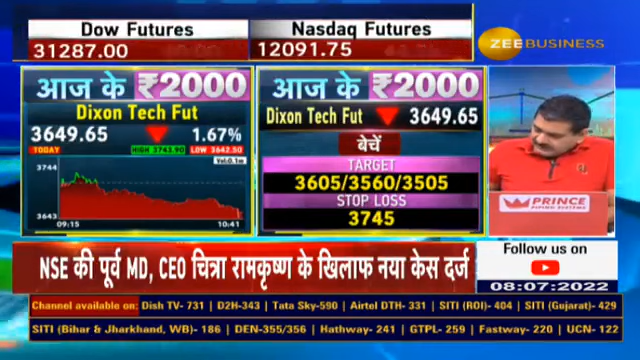 Dow Futures
31287.00
Nasdaq Futures
12091.75
ZEE BUSINESS
आज के ₹2000
Dixon Tech Fut
3649.65 1.67%
TODAY HIGH 3743.90 LOW 3642.50
Vol:0.1m
3744
3643
09:15 10:41
आज के ₹2000
Dixon Tech Fut 3649.65
बेचें
TARGET
3605/3560/3505
STOP LOSS
3745
PRINCE
PIPING SYSTEMS
NSE की पूर्व MD, CEO चित्रा रामकृष्ण के खिलाफ नया केस दर्ज
Follow us on
08:07:2022
Channel available on: Dish TV- 731 | D2H-343 | Tata Sky-590 | Airtel DTH- 331 | SITI (ROI)- 404 | SITI (Gujarat)- 429
SITI (Bihar & Jharkhand, WB)- 186 | DEN-355/356 | Hathway- 241 | GTPL- 259 | Fastway- 220 | UCN- 122